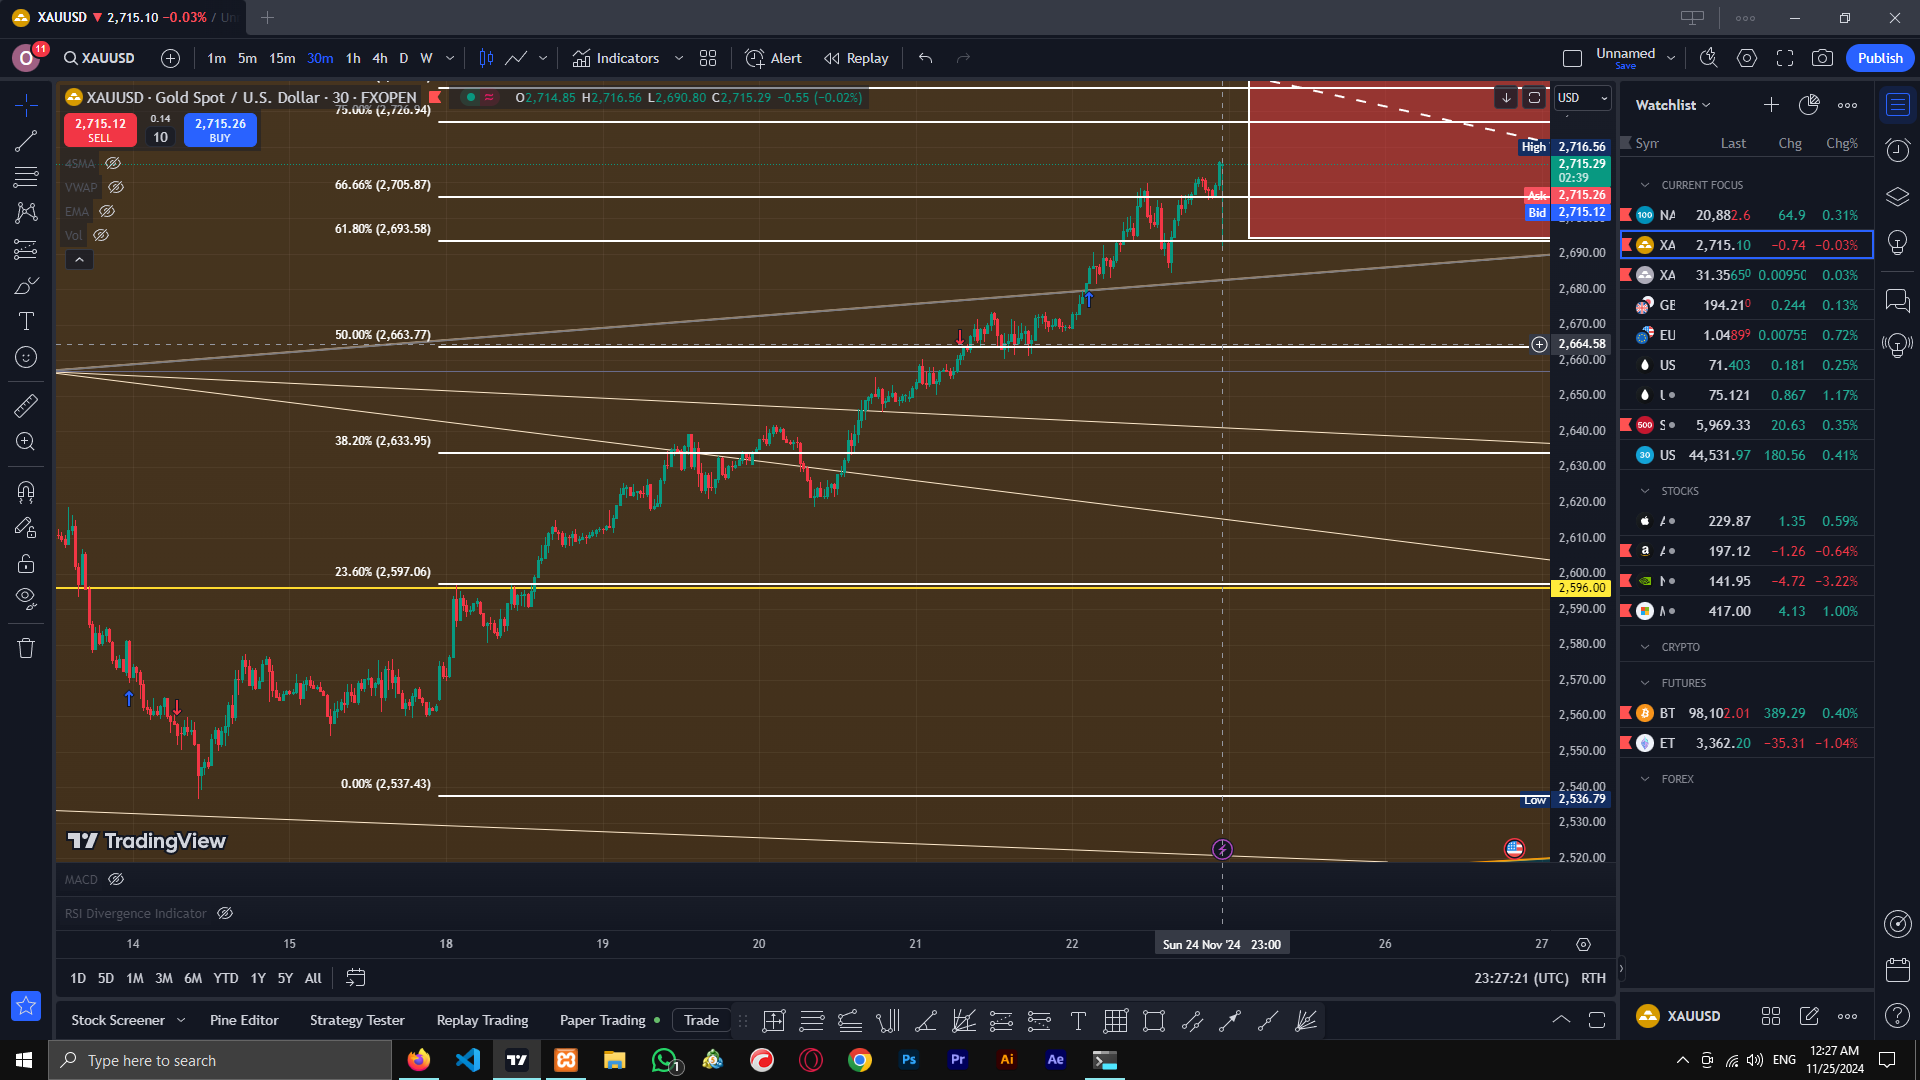 XAUUSD ▼ 2,715.10 −0.03% / Un
O 11 XAUUSD 1m 5m 15m 30m 1h 4h D W Indicators Alert Replay Unnamed Save Publish
XAUUSD · Gold Spot / U.S. Dollar · 30 · FXOPEN O2,714.85 H2,716.56 L2,690.80 C2,715.29 −0.55 (−0.02%)
USD
2,715.12 SELL
0.14
10
2,715.26 BUY
4SMA
VWAP
EMA
Vol
75.00% (2,726.94)
66.66% (2,705.87)
61.80% (2,693.58)
50.00% (2,663.77)
38.20% (2,633.95)
23.60% (2,597.06)
0.00% (2,537.43)
High 2,716.56
2,715.29
02:39
Ask 2,715.26
Bid 2,715.12
2,690.00
2,680.00
2,670.00
2,664.58
2,660.00
2,650.00
2,640.00
2,630.00
2,620.00
2,610.00
2,600.00
2,596.00
2,590.00
2,580.00
2,570.00
2,560.00
2,550.00
2,540.00
Low 2,536.79
2,530.00
2,520.00
TradingView
MACD
RSI Divergence Indicator
14 15 18 19 20 21 22 Sun 24 Nov '24 23:00 26 27
1D 5D 1M 3M 6M YTD 1Y 5Y All
23:27:21 (UTC) RTH
Stock Screener Pine Editor Strategy Tester Replay Trading Paper Trading Trade
Watchlist
Sym Last Chg Chg%
CURRENT FOCUS
100 NA 20,882.6 64.9 0.31%
XA 2,715.10 −0.74 −0.03%
XA 31.3565⁰ 0.00950 0.03%
GE 194.21⁰ 0.244 0.13%
EU 1.0489⁹ 0.00755 0.72%
US 71.403 0.181 0.25%
75.121 0.867 1.17%
500 S 5,969.33 20.63 0.35%
30 US 44,531.97 180.56 0.41%
STOCKS
229.87 1.35 0.59%
197.12 −1.26 −0.64%
141.95 −4.72 −3.22%
417.00 4.13 1.00%
CRYPTO
FUTURES
BT 98,102.01 389.29 0.40%
ET 3,362.20 −35.31 −1.04%
FOREX
XAUUSD
Type here to search
1
Ps Pr Ai Ae
ENG
12:27 AM
11/25/2024